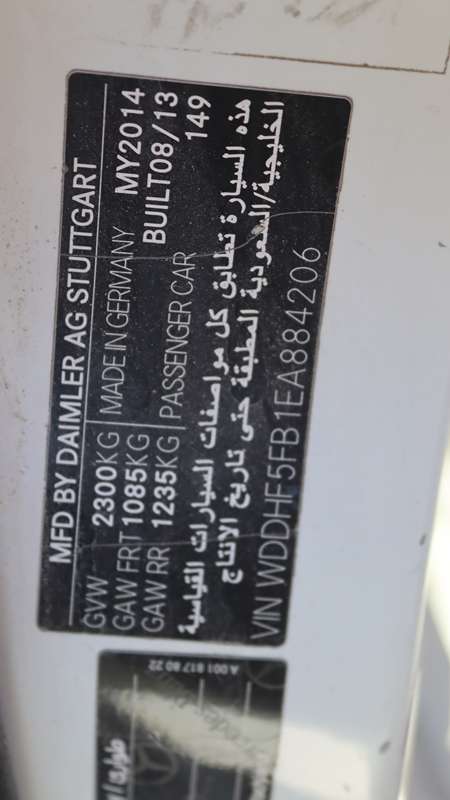 MFD BY DAIMLER AG STUTTGART
GVW 2300KG MADE IN GERMANY MY2014
GAW FRT 1085KG BUILT08/13
GAW RR 1235KG PASSENGER CAR 149
هذه السيارة تطابق كل مواصفات السيارات القياسية
الخليجية/السعودية المطبقة حتى تاريخ الانتاج
VIN WDDHF5FB1EA884206
A 001 817 80 22